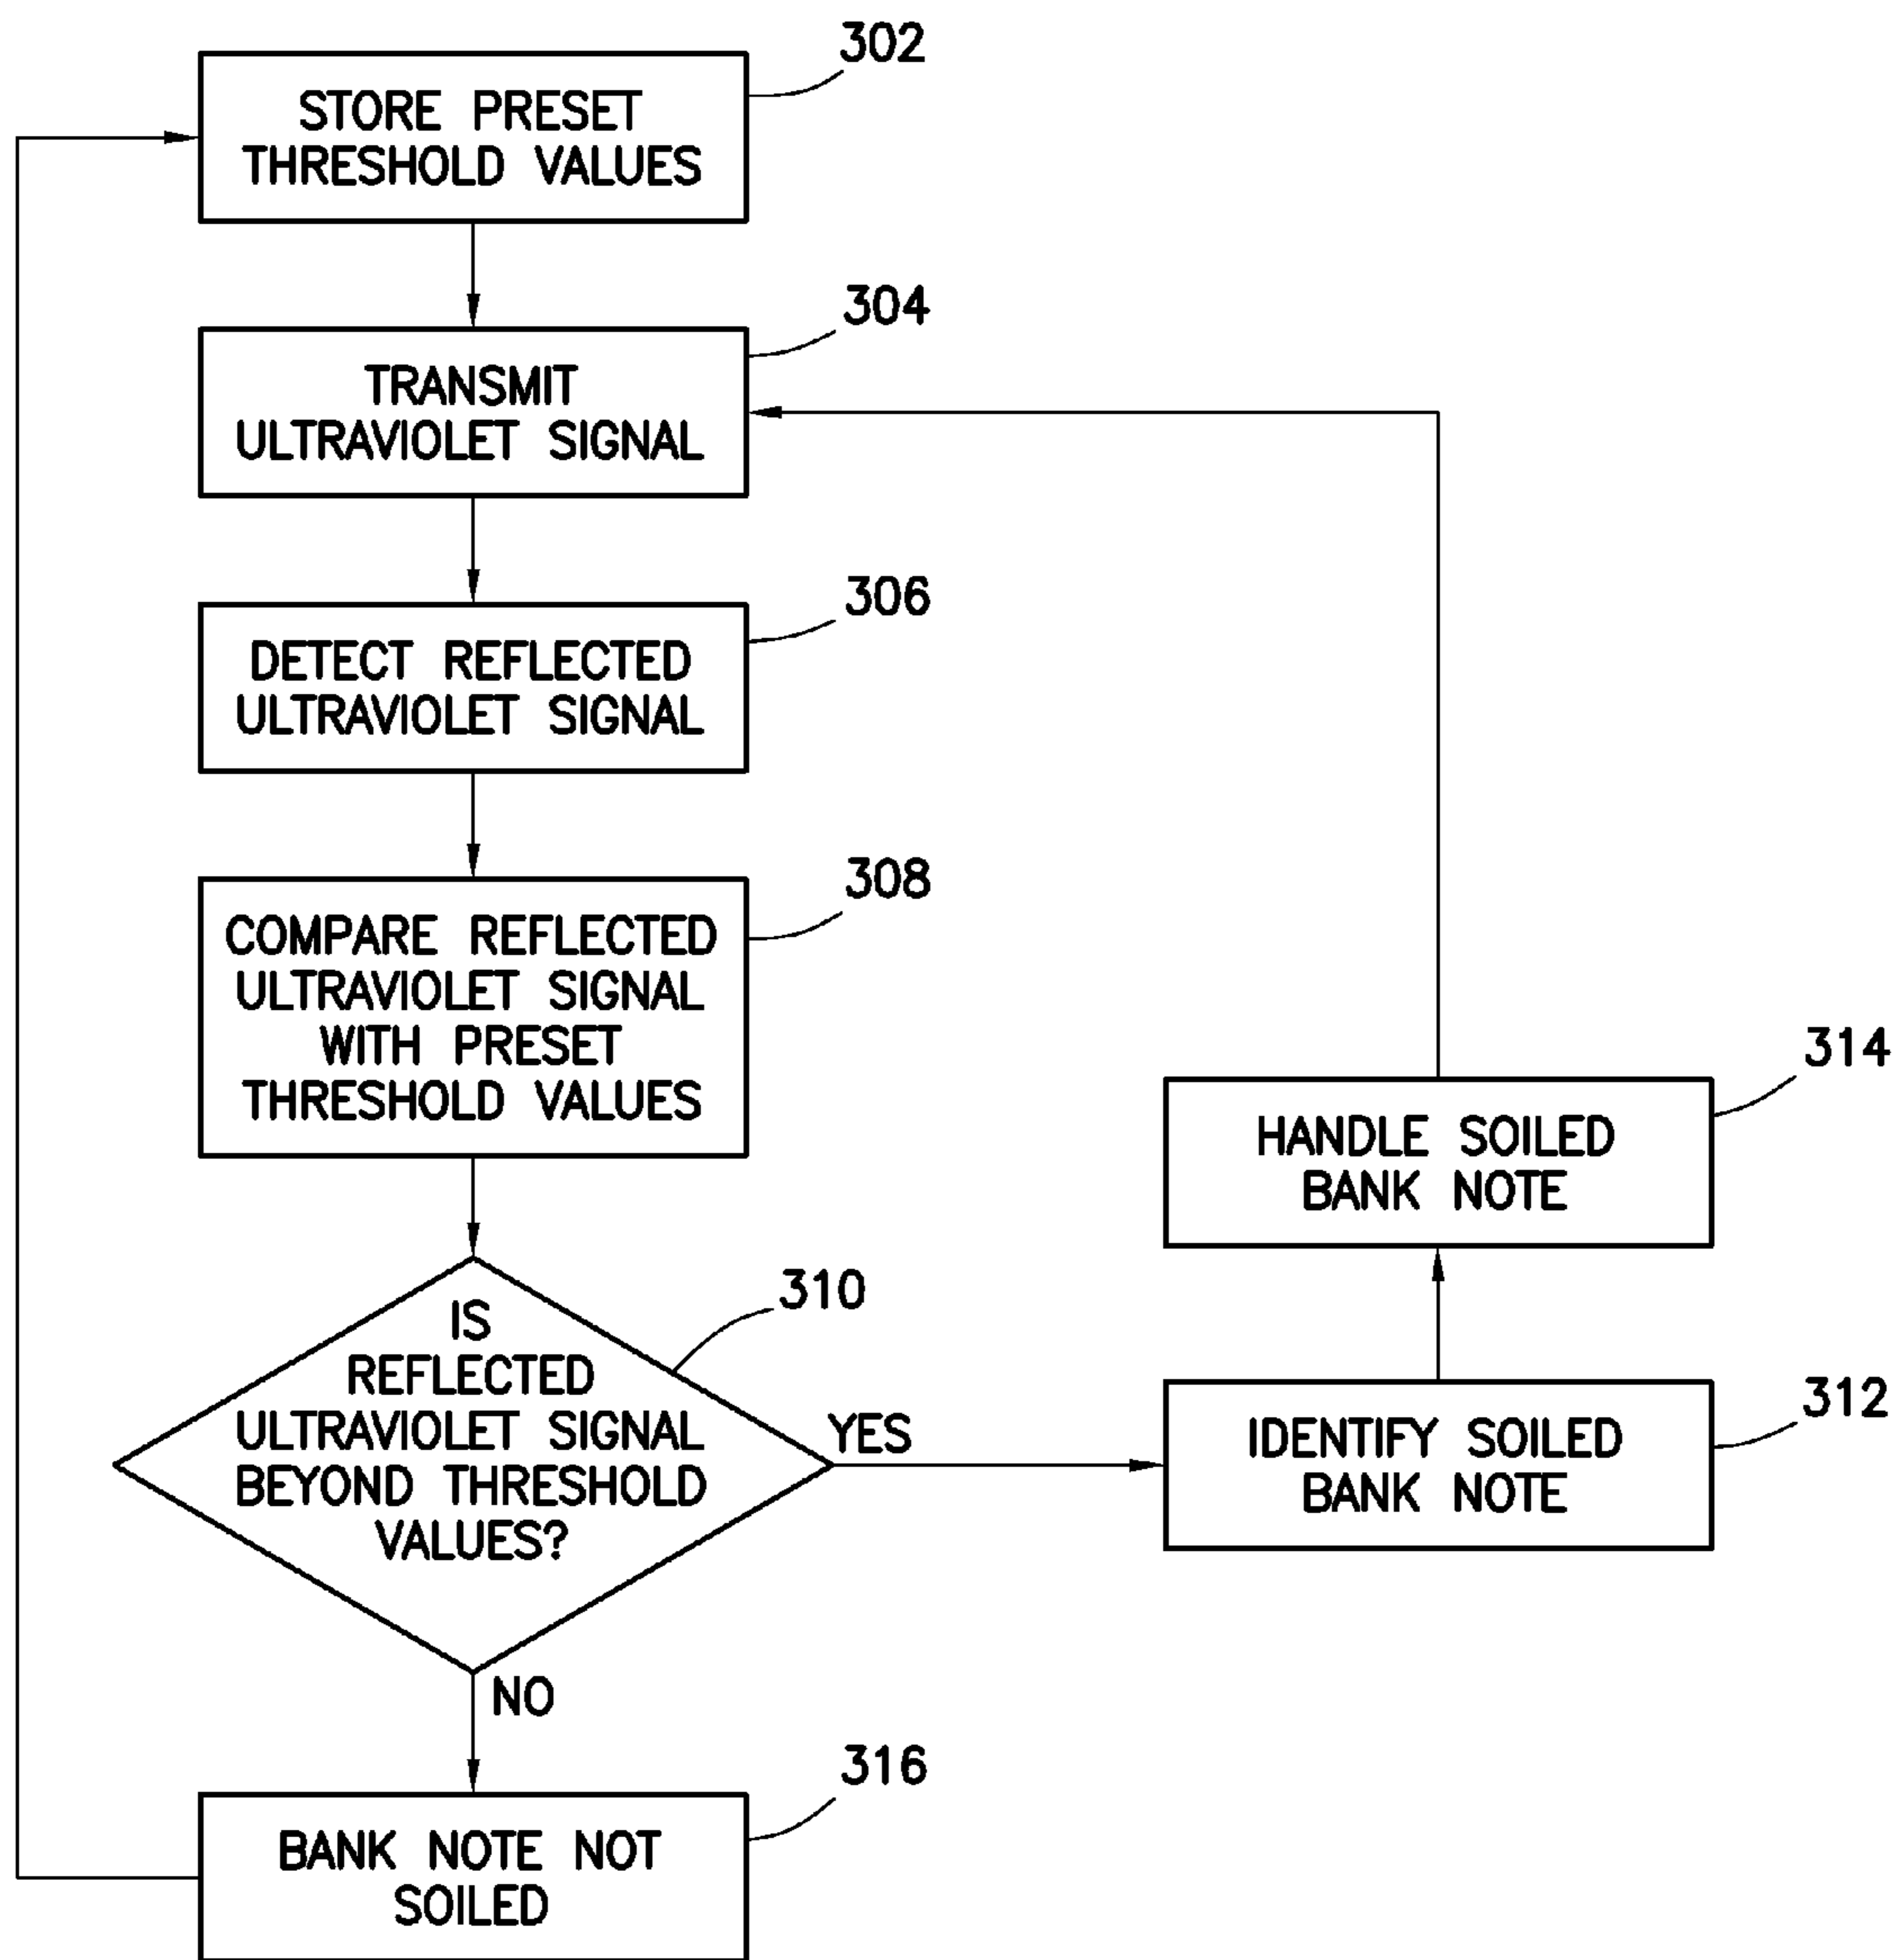 302
STORE PRESET
THRESHOLD VALUES
304
TRANSMIT
ULTRAVIOLET SIGNAL
306
DETECT REFLECTED
ULTRAVIOLET SIGNAL
308
COMPARE REFLECTED
ULTRAVIOLET SIGNAL
WITH PRESET
THRESHOLD VALUES
310
IS
REFLECTED
ULTRAVIOLET SIGNAL
BEYOND THRESHOLD
VALUES?
YES
NO
312
IDENTIFY SOILED
BANK NOTE
314
HANDLE SOILED
BANK NOTE
316
BANK NOTE NOT
SOILED